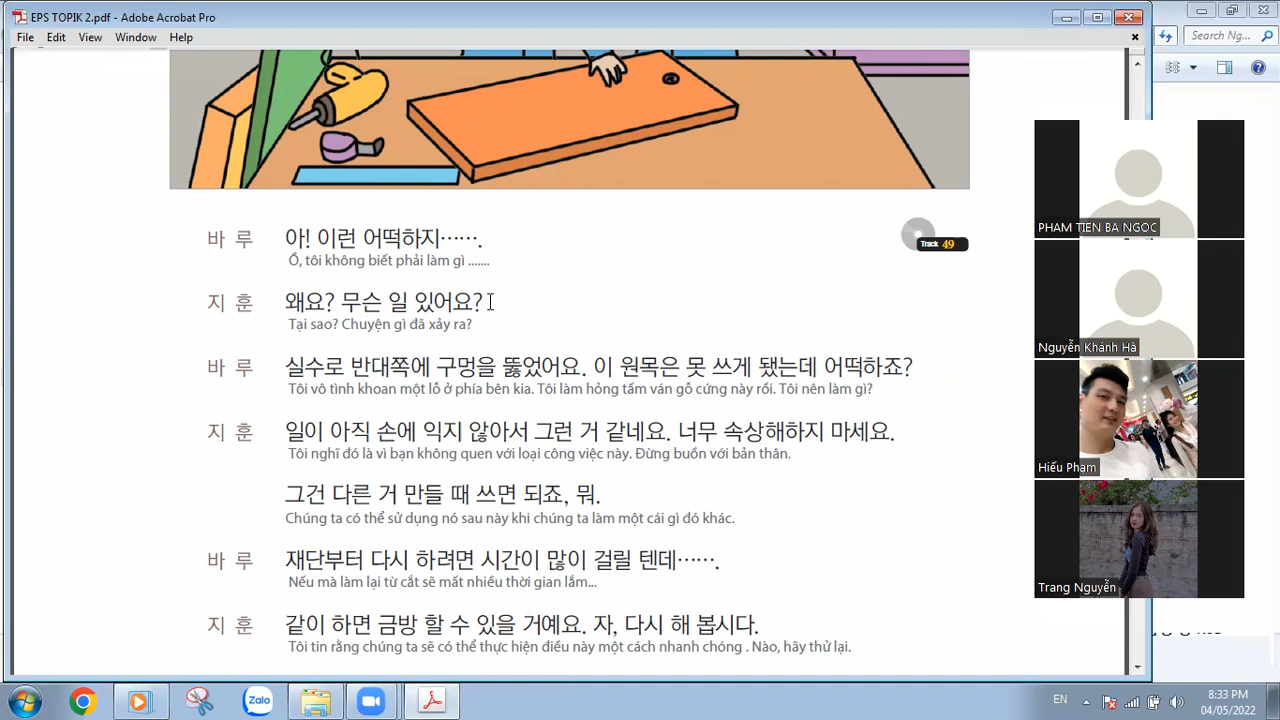 EPS TOPIK 2.pdf - Adobe Acrobat Pro
File Edit View Window Help
Search Ng...
Track 49
바 루 아! 이런 어떡하지…….
Ố, tôi không biết phải làm gì .......
지 훈 왜요? 무슨 일 있어요?
Tại sao? Chuyện gì đã xảy ra?
바 루 실수로 반대쪽에 구멍을 뚫었어요. 이 원목은 못 쓰게 됐는데 어떡하죠?
Tôi vô tình khoan một lỗ ở phía bên kia. Tôi làm hỏng tấm ván gỗ cứng này rồi. Tôi nên làm gì?
지 훈 일이 아직 손에 익지 않아서 그런 거 같네요. 너무 속상해하지 마세요.
Tôi nghĩ đó là vì bạn không quen với loại công việc này. Đừng buồn với bản thân.
그건 다른 거 만들 때 쓰면 되죠, 뭐.
Chúng ta có thể sử dụng nó sau này khi chúng ta làm một cái gì đó khác.
바 루 재단부터 다시 하려면 시간이 많이 걸릴 텐데…….
Nếu mà làm lại từ cắt sẽ mất nhiều thời gian lắm...
지 훈 같이 하면 금방 할 수 있을 거예요. 자, 다시 해 봅시다.
Tôi tin rằng chúng ta sẽ có thể thực hiện điều này một cách nhanh chóng . Nào, hãy thử lại.
PHAM TIEN BA NGOC
Nguyễn Khánh Hà
Hiếu Phạm
Trang Nguyễn
Zalo
EN
8:33 PM
04/05/2022